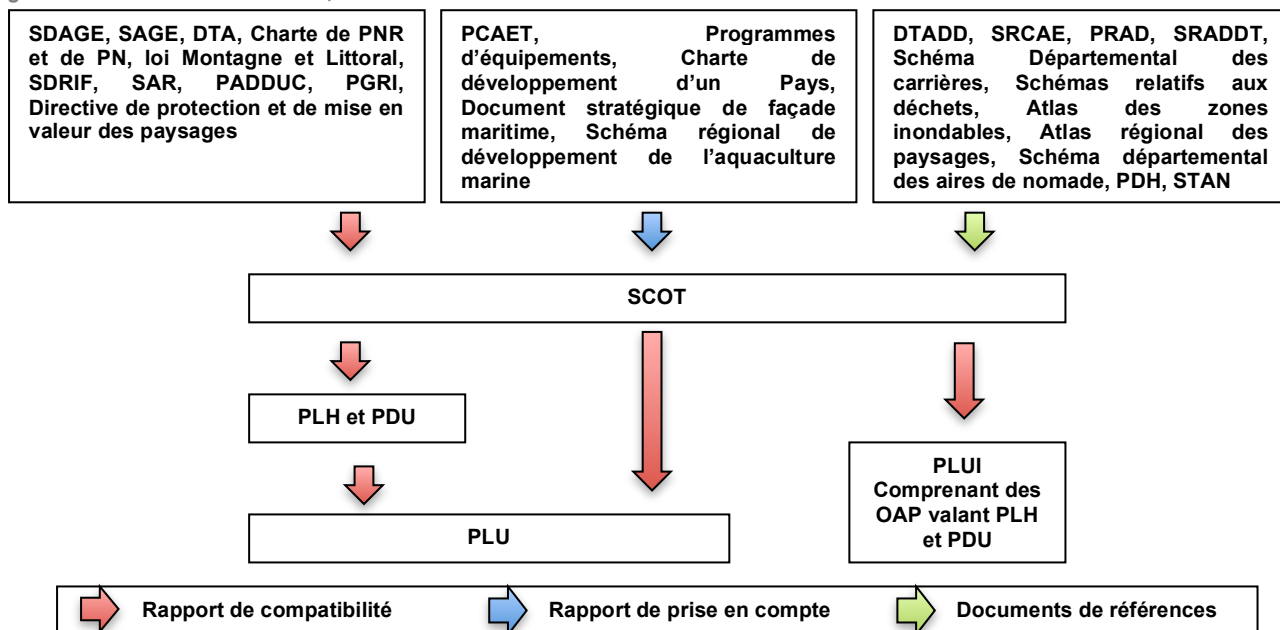 SDAGE, SAGE, DTA, Charte de PNR
et de PN, loi Montagne et Littoral,
SDRIF, SAR, PADDUC, PGRI,
Directive de protection et de mise en
valeur des paysages
PCAET, Programmes
d'équipements, Charte de
développement d'un Pays,
Document stratégique de façade
maritime, Schéma régional de
développement de l'aquaculture
marine
DTADD, SRCAE, PRAD, SRADDT,
Schéma Départemental des
carrières, Schémas relatifs aux
déchets, Atlas des zones
inondables, Atlas régional des
paysages, Schéma départemental
des aires de nomade, PDH, STAN
SCOT
PLH et PDU
PLU
PLUI
Comprenant des
OAP valant PLH
et PDU
Rapport de compatibilité
Rapport de prise en compte
Documents de références